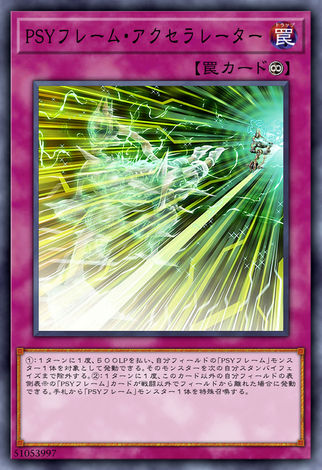 PSYフレーム・アクセラレーター
トラップ
罠
【罠カード】
①：１ターンに１度、５００LPを払い、自分フィールドの「PSYフレーム」モンス
ター１体を対象として発動できる。そのモンスターを次の自分スタンバイフェ
イズまで除外する。②：１ターンに１度、このカード以外の自分フィールドの表
側表示の「PSYフレーム」カードが戦闘以外でフィールドから離れた場合に発動
できる。手札から「PSYフレーム」モンスター１体を特殊召喚する。
51053997